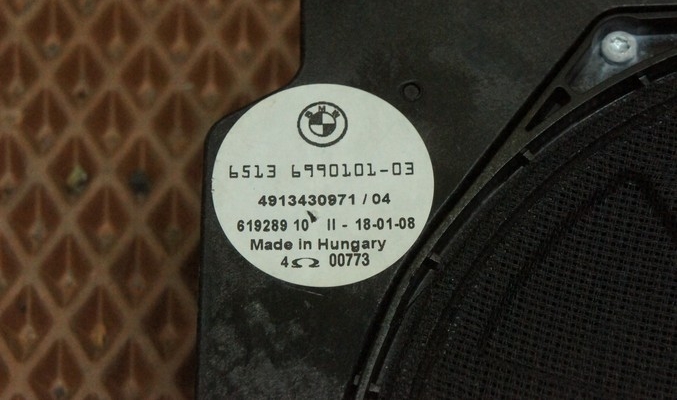 BMW
6513 6990101-03
4913430971 / 04
619289 10 II - 18-01-08
Made in Hungary
4Ω 00773